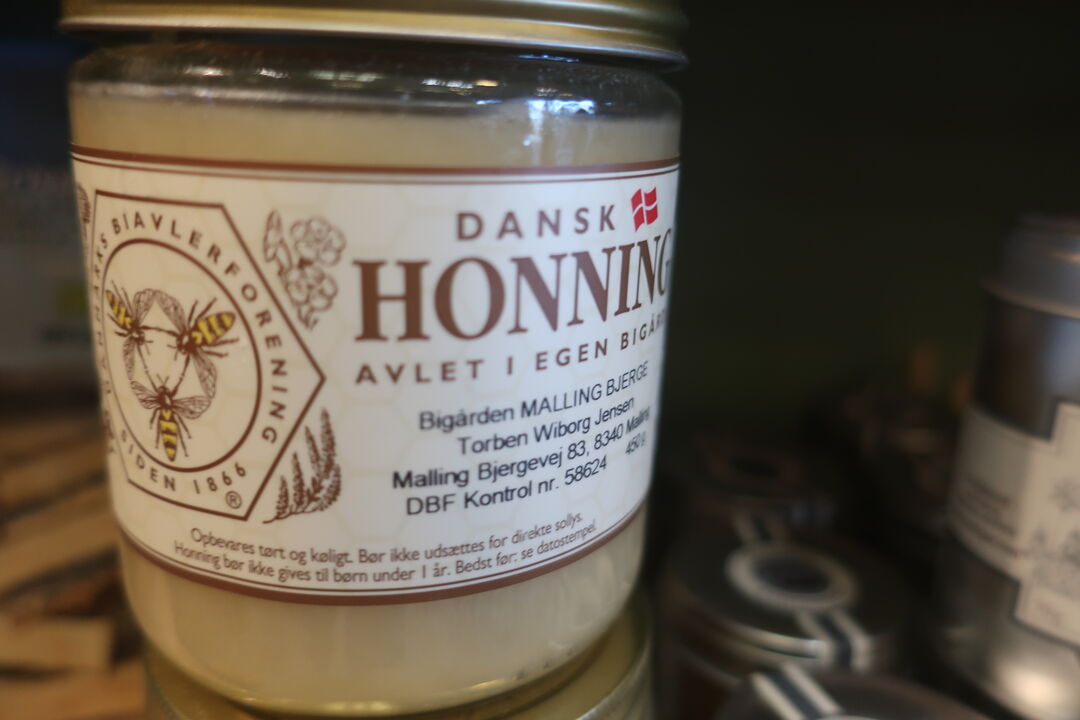 DANMARKS BIAVLERFORENING
SIDEN 1866
®
DANSK
HONNING
AVLET I EGEN
Bigården MALLING BJERGE
Torben Wiborg Jensen
Malling Bjergevej 83, 8340 Malling
DBF Kontrol nr. 58624 450 g
Opbevares tørt og køligt. Bør ikke udsættes for direkte sollys.
Honning bør ikke gives til børn under 1 år. Bedst før: se datostempel.